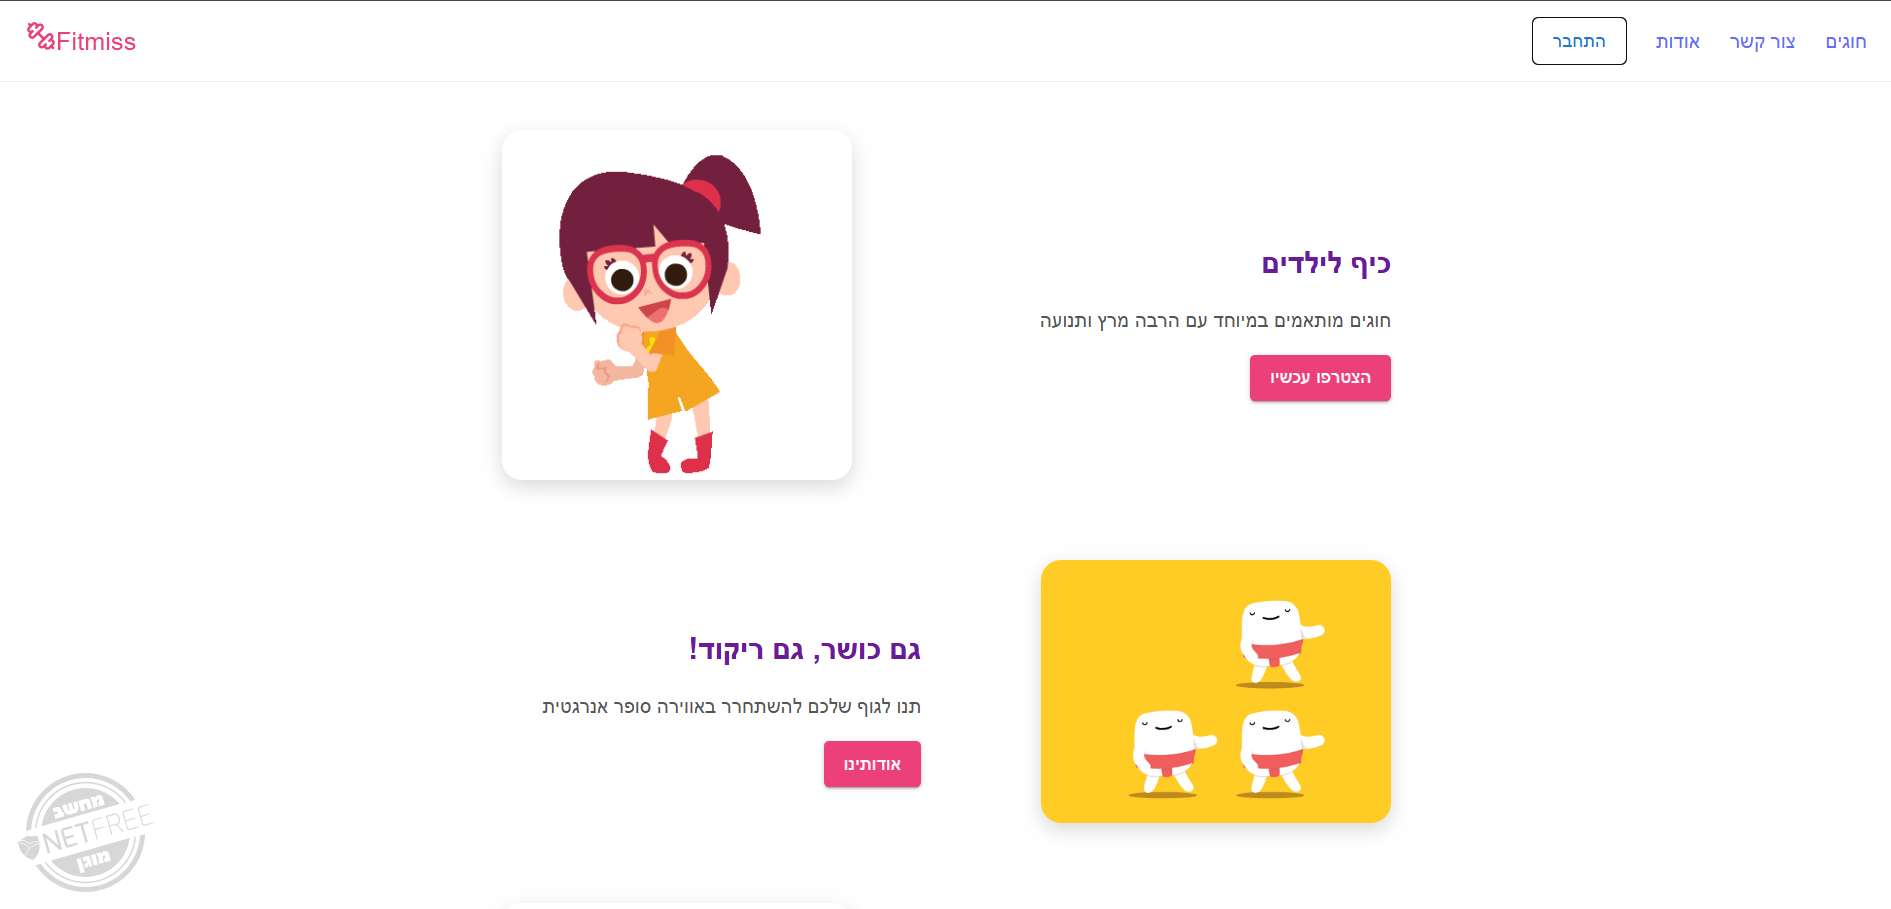 Fitmiss
חוגים
צור קשר
אודות
התחבר
כיף לילדים
חוגים מותאמים במיוחד עם הרבה מרץ ותנועה
הצטרפו עכשיו
גם כושר, גם ריקוד!
תנו לגוף שלכם להשתחרר באווירה סופר אנרגטית
אודותינו
מחשב
NETFREE
מוגן